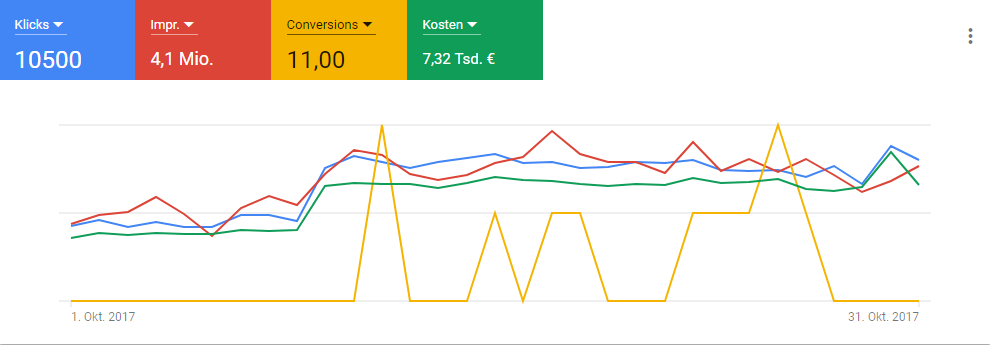 Klicks
10500
Impr.
4,1 Mio.
Conversions
11,00
Kosten
7,32 Tsd. €
1. Okt. 2017
31. Okt. 2017